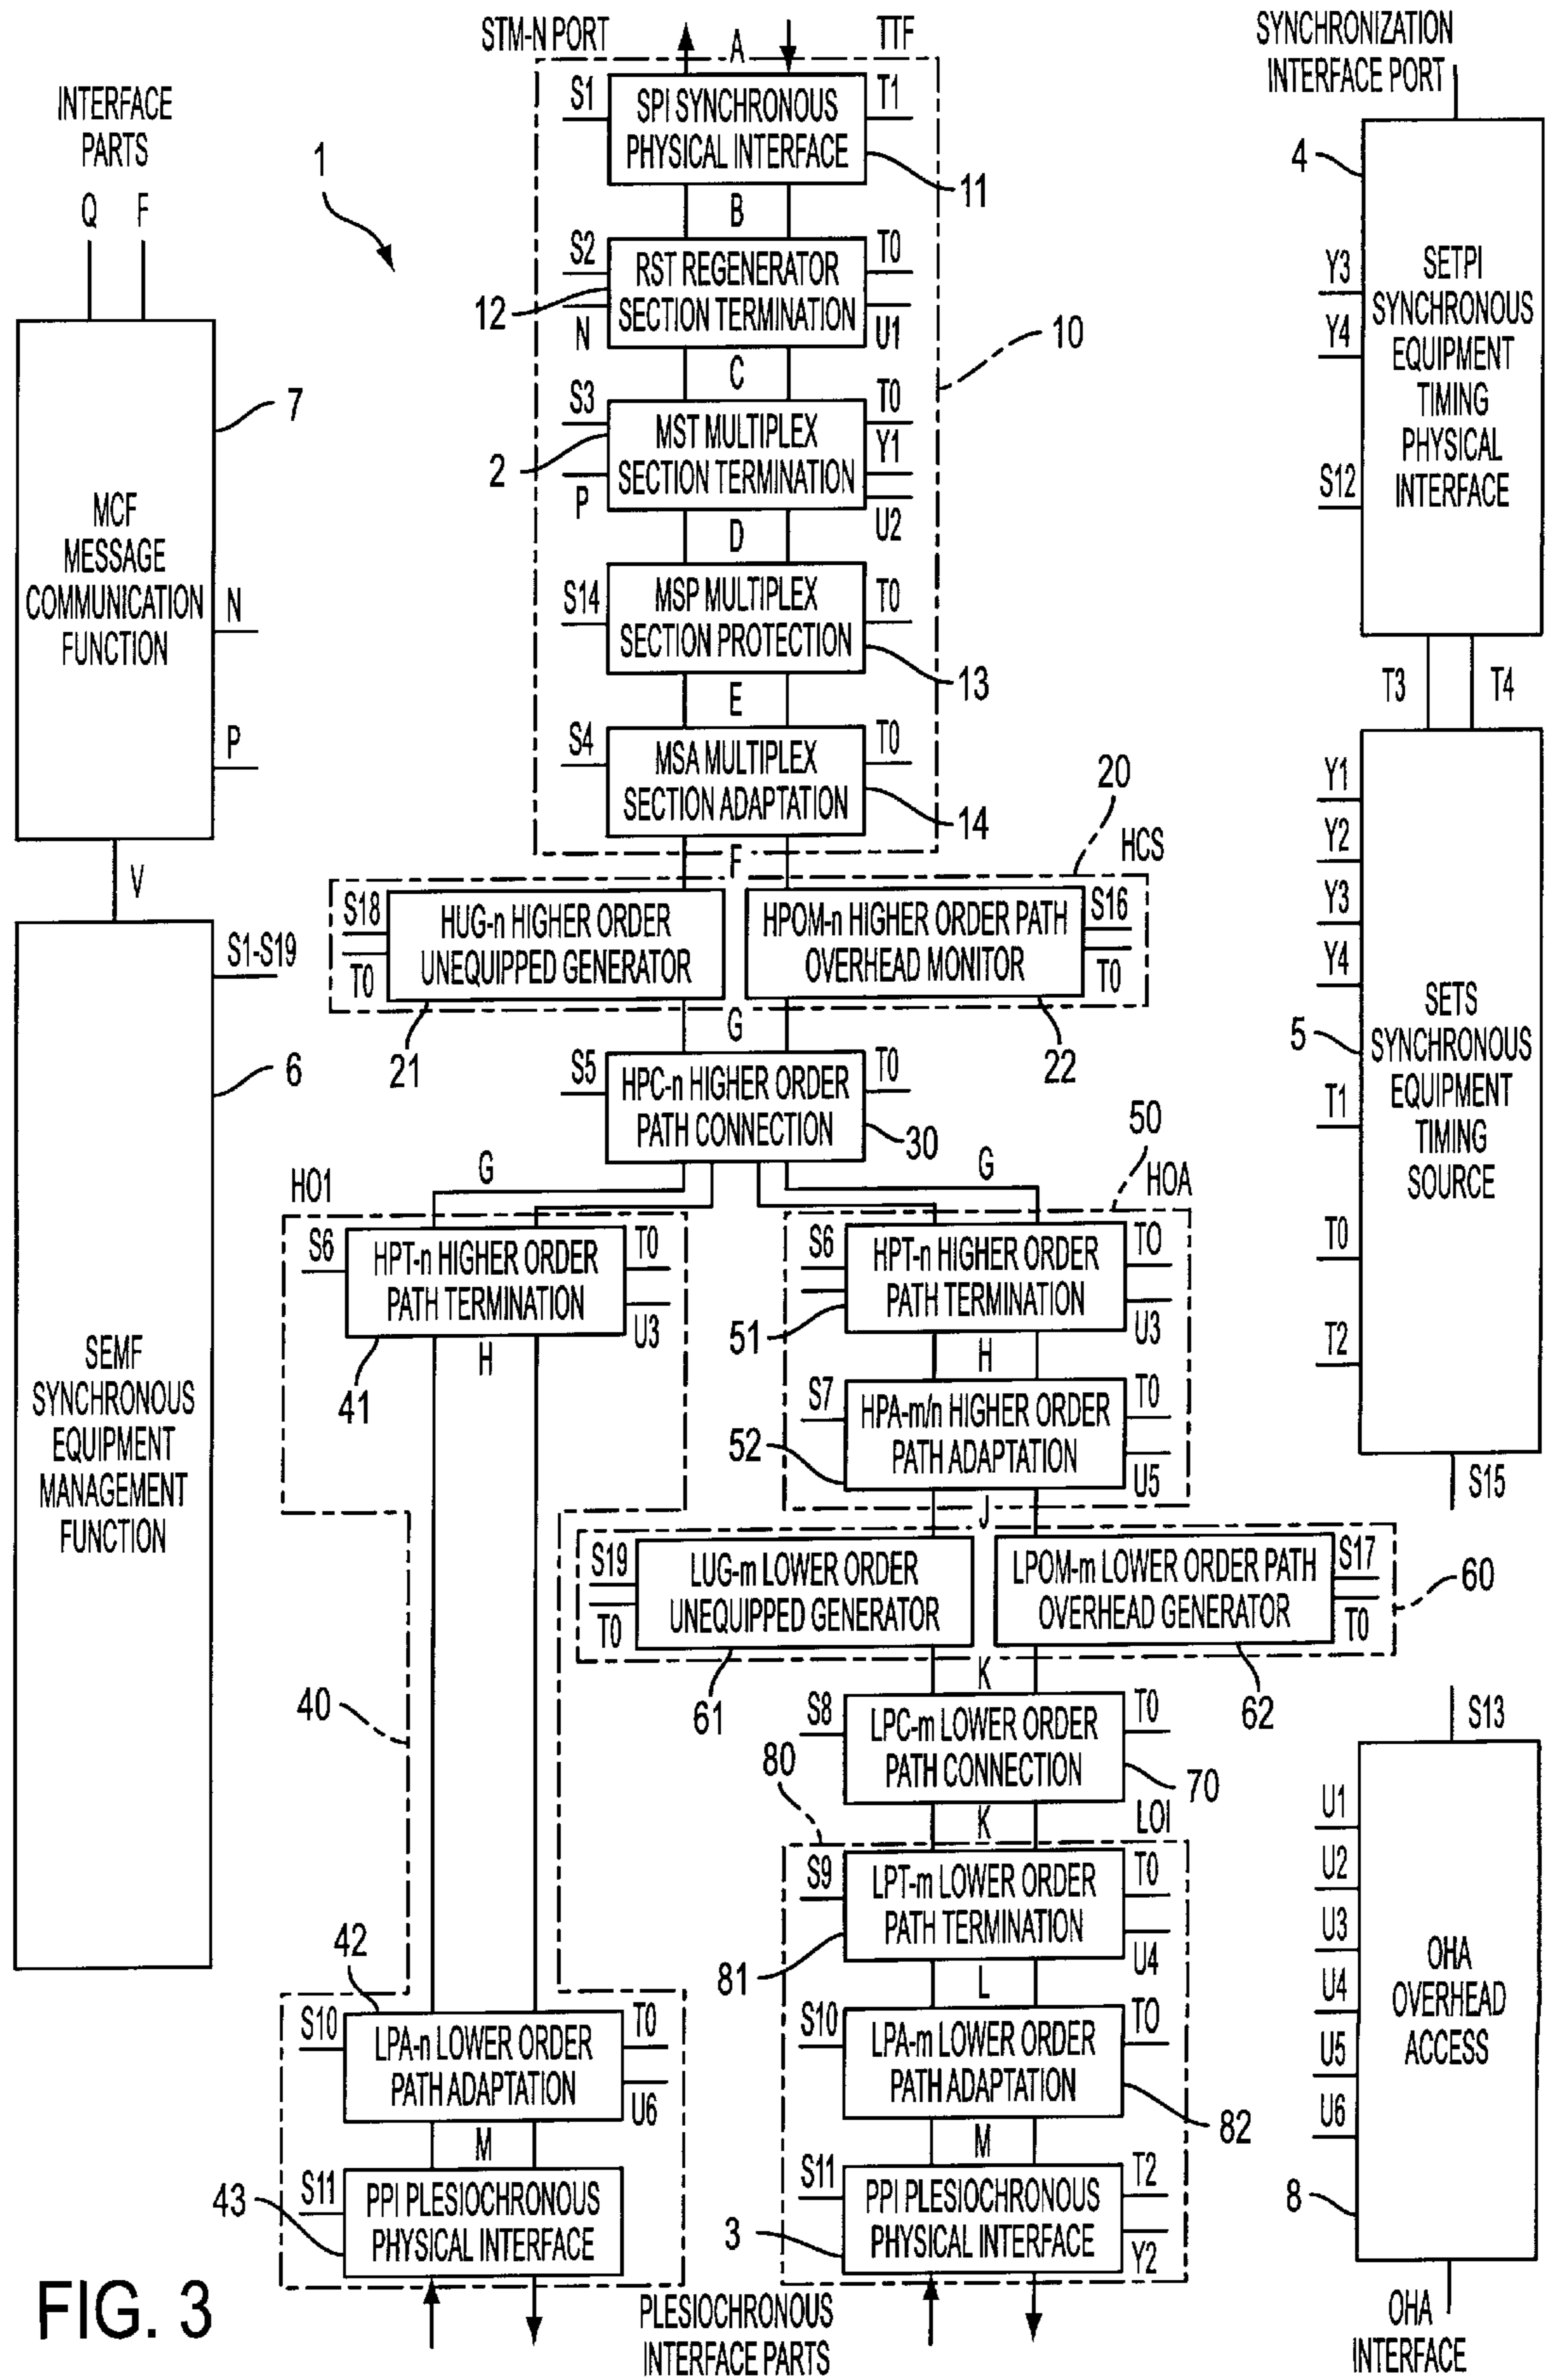 STM-N PORT
A
TTF
SYNCHRONIZATION
INTERFACE PORT
INTERFACE
PARTS
Q
F
1
S1
SPI SYNCHRONOUS
PHYSICAL INTERFACE
T1
11
B
S2
RST REGENERATOR
SECTION TERMINATION
T0
12
N
U1
10
C
S3
MST MULTIPLEX
SECTION TERMINATION
T0
Y1
2
P
U2
D
S14
MSP MULTIPLEX
SECTION PROTECTION
T0
13
E
S4
MSA MULTIPLEX
SECTION ADAPTATION
T0
14
F
7
MCF
MESSAGE
COMMUNICATION
FUNCTION
N
P
V
S1-S19
6
SEMF
SYNCHRONOUS
EQUIPMENT
MANAGEMENT
FUNCTION
4
Y3
Y4
S12
SETPI
SYNCHRONOUS
EQUIPMENT
TIMING
PHYSICAL
INTERFACE
T3
T4
Y1
Y2
Y3
Y4
5
T1
T0
T2
SETS
SYNCHRONOUS
EQUIPMENT
TIMING
SOURCE
S15
20
HCS
S18
T0
HUG-n HIGHER ORDER
UNEQUIPPED GENERATOR
HPOM-n HIGHER ORDER PATH
OVERHEAD MONITOR
S16
T0
21
G
22
S5
HPC-n HIGHER ORDER
PATH CONNECTION
T0
30
G
G
50
HO1
HOA
S6
HPT-n HIGHER ORDER
PATH TERMINATION
T0
U3
41
H
S6
HPT-n HIGHER ORDER
PATH TERMINATION
TO
U3
51
H
S7
HPA-m/n HIGHER ORDER
PATH ADAPTATION
T0
U5
52
J
S19
T0
LUG-m LOWER ORDER
UNEQUIPPED GENERATOR
LPOM-m LOWER ORDER PATH
OVERHEAD GENERATOR
S17
T0
60
61
K
62
40
S8
LPC-m LOWER ORDER
PATH CONNECTION
T0
70
80
K
LOI
S9
LPT-m LOWER ORDER
PATH TERMINATION
T0
U4
81
L
42
S10
LPA-n LOWER ORDER
PATH ADAPTATION
T0
U6
S10
LPA-m LOWER ORDER
PATH ADAPTATION
TO
82
M
M
S11
PPI PLESIOCHRONOUS
PHYSICAL INTERFACE
43
S11
PPI PLESIOCHRONOUS
PHYSICAL INTERFACE
T2
Y2
3
S13
U1
U2
U3
U4
U5
U6
OHA
OVERHEAD
ACCESS
8
OHA
INTERFACE
PLESIOCHRONOUS
INTERFACE PARTS
FIG. 3